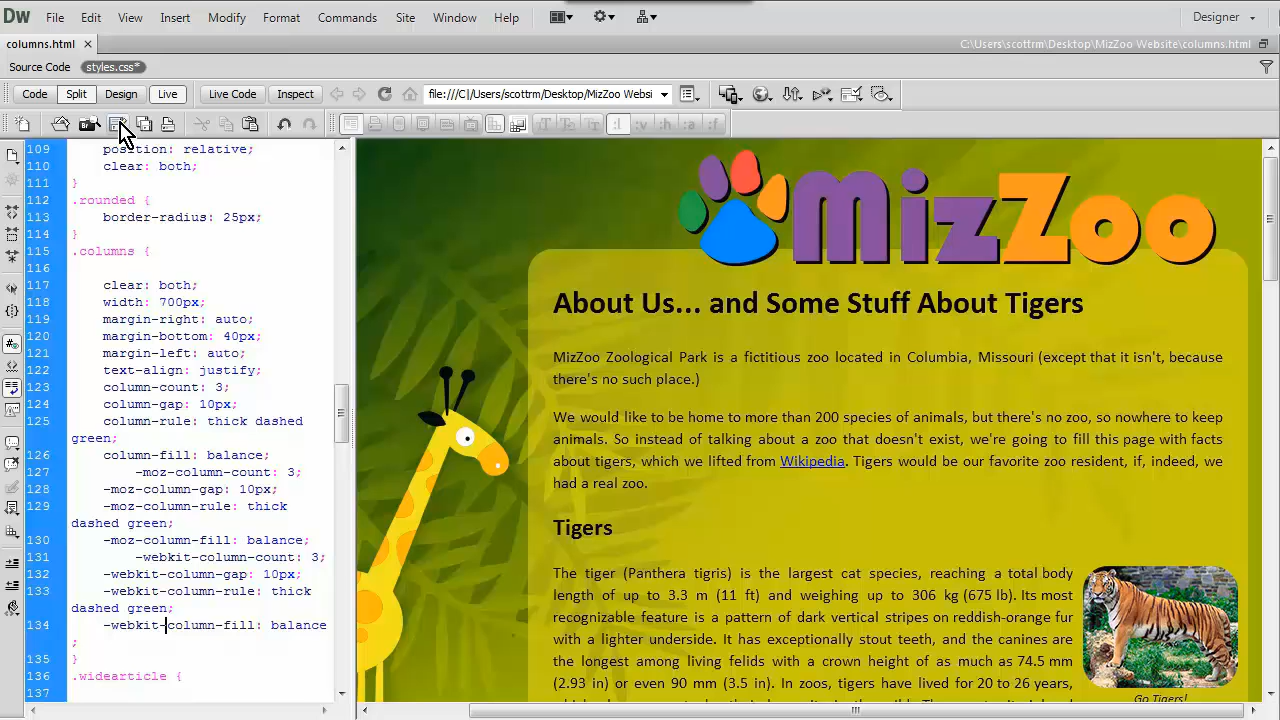 Dw File Edit View Insert Modify Format Commands Site Window Help Designer
columns.html C:\Users\scottrm\Desktop\MizZoo Website\columns.html
Source Code styles.css*
Code Split Design Live Live Code Inspect file:///C|/Users/scottrm/Desktop/MizZoo Websi
109 position: relative;
110 clear: both;
111 }
112 .rounded {
113 border-radius: 25px;
114 }
115 .columns {
116
117 clear: both;
118 width: 700px;
119 margin-right: auto;
120 margin-bottom: 40px;
121 margin-left: auto;
122 text-align: justify;
123 column-count: 3;
124 column-gap: 10px;
125 column-rule: thick dashed
green;
126 column-fill: balance;
127 -moz-column-count: 3;
128 -moz-column-gap: 10px;
129 -moz-column-rule: thick
dashed green;
130 -moz-column-fill: balance;
131 -webkit-column-count: 3;
132 -webkit-column-gap: 10px;
133 -webkit-column-rule: thick
dashed green;
134 -webkit-column-fill: balance
;
135 }
136 .widearticle {
137
MizZoo
About Us... and Some Stuff About Tigers
MizZoo Zoological Park is a fictitious zoo located in Columbia, Missouri (except that it isn't, because
there's no such place.)
We would like to be home to more than 200 species of animals, but there's no zoo, so nowhere to keep
animals. So instead of talking about a zoo that doesn't exist, we're going to fill this page with facts
about tigers, which we lifted from Wikipedia. Tigers would be our favorite zoo resident, if, indeed, we
had a real zoo.
Tigers
The tiger (Panthera tigris) is the largest cat species, reaching a total body
length of up to 3.3 m (11 ft) and weighing up to 306 kg (675 lb). Its most
recognizable feature is a pattern of dark vertical stripes on reddish-orange fur
with a lighter underside. It has exceptionally stout teeth, and the canines are
the longest among living felids with a crown height of as much as 74.5 mm
(2.93 in) or even 90 mm (3.5 in). In zoos, tigers have lived for 20 to 26 years,
Go Tigers!